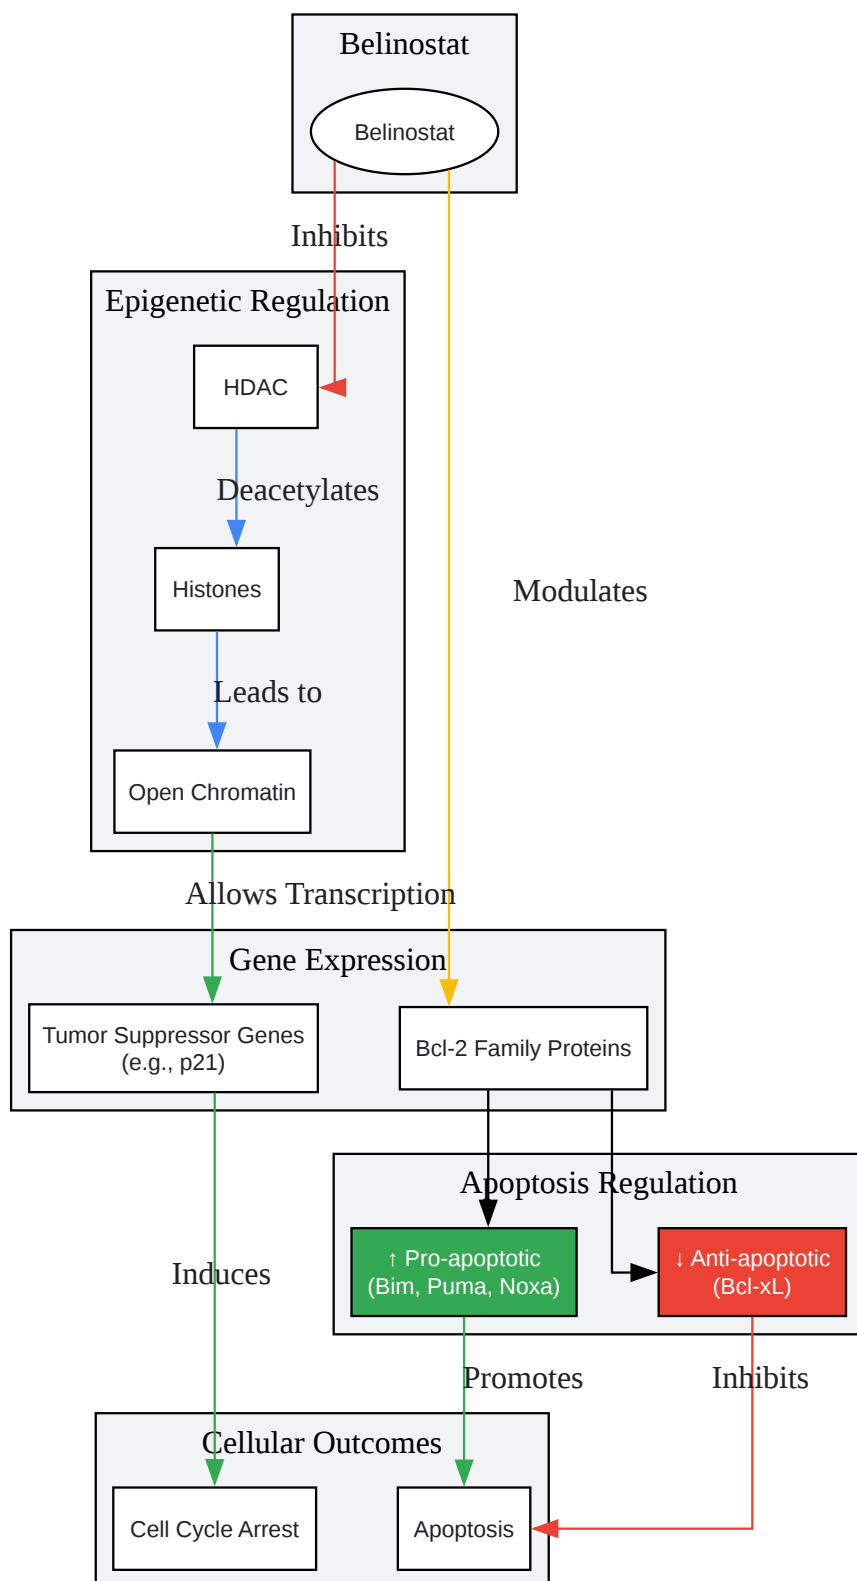 Belinostat
Belinostat
Inhibits
Epigenetic Regulation
HDAC
Deacetylates
Histones
Modulates
Leads to
Open Chromatin
Allows Transcription
Gene Expression
Tumor Suppressor Genes
(e.g., p21)
Bcl-2 Family Proteins
Apoptosis Regulation
↑ Pro-apoptotic
(Bim, Puma, Noxa)
↓ Anti-apoptotic
(Bcl-xL)
Induces
Promotes
Inhibits
Cellular Outcomes
Cell Cycle Arrest
Apoptosis